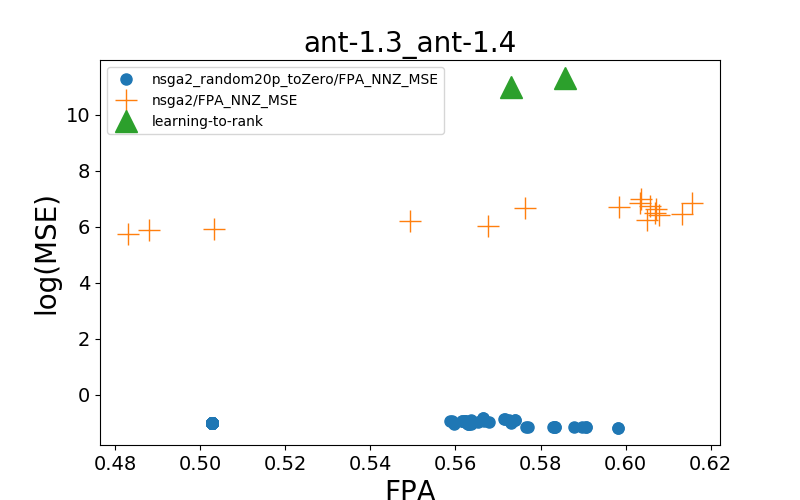 ant-1.3_ant-1.4
nsga2_random20p_toZero/FPA_NNZ_MSE
nsga2/FPA_NNZ_MSE
learning-to-rank
log(MSE)
10
8
6
4
2
0
0.48 0.50 0.52 0.54 0.56 0.58 0.60 0.62
FPA